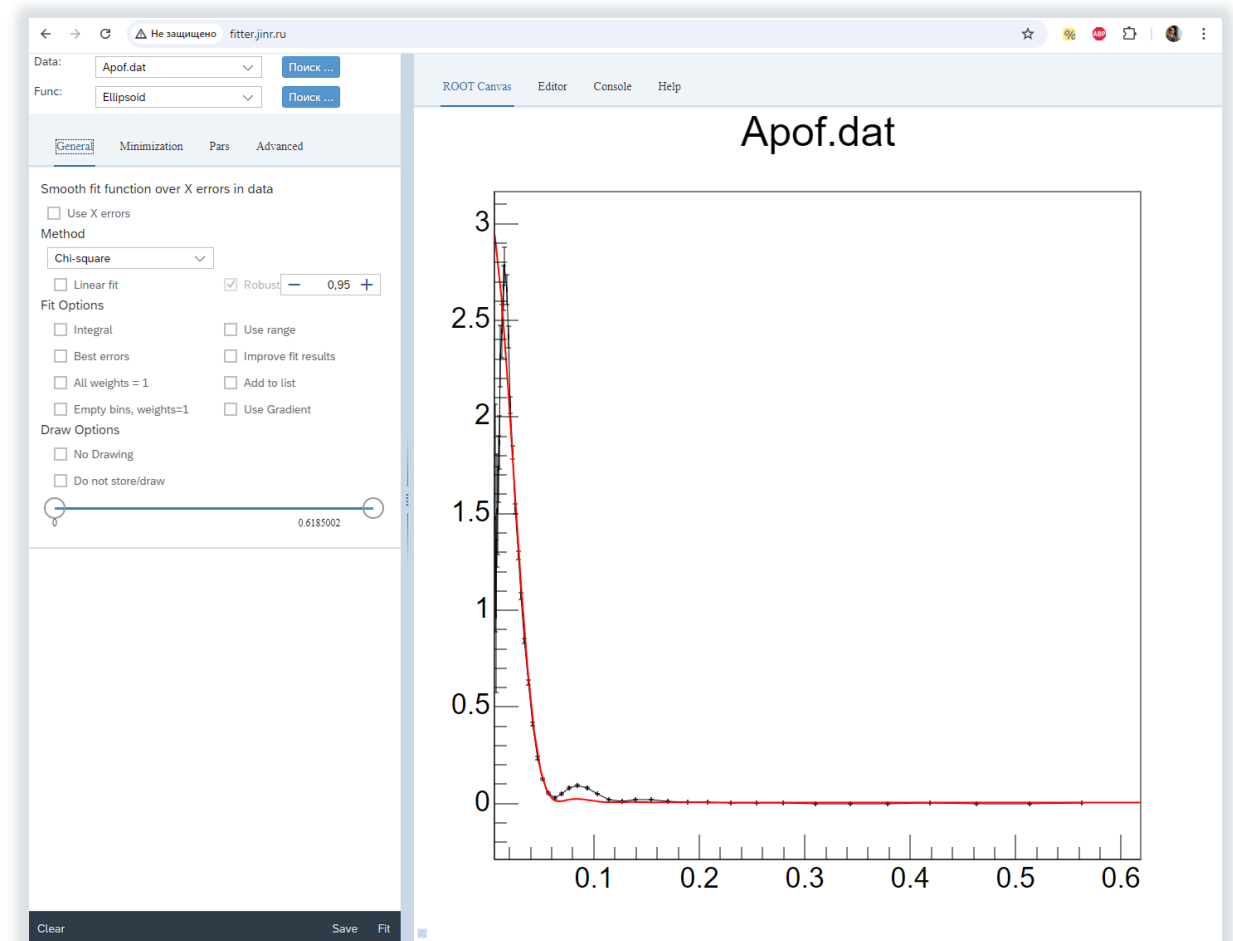 Не защищено fitter.jinr.ru % ABP
Data: Apof.dat Поиск ...
Func: Ellipsoid Поиск ...
General Minimization Pars Advanced
Smooth fit function over X errors in data
Use X errors
Method
Chi-square
Linear fit Robust 0,95
Fit Options
Integral Use range
Best errors Improve fit results
All weights = 1 Add to list
Empty bins, weights=1 Use Gradient
Draw Options
No Drawing
Do not store/draw
0 0.6185002
Clear Save Fit
ROOT Canvas Editor Console Help
Apof.dat
3
2.5
2
1.5
1
0.5
0
0.1 0.2 0.3 0.4 0.5 0.6